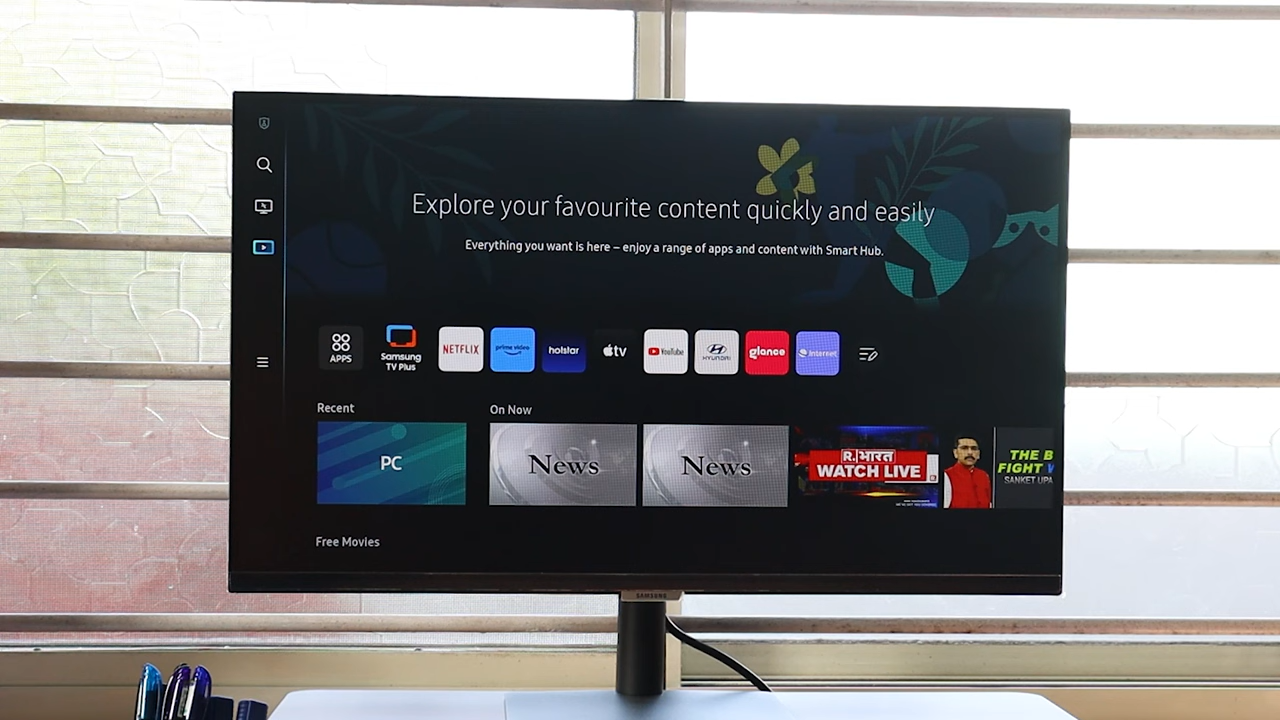 Explore your favourite content quickly and easily
Everything you want is here – enjoy a range of apps and content with Smart Hub.
APPS
Samsung
TV Plus
NETFLIX
prime video
hotstar
tv
YouTube
HYUNDAI
glance
Internet
Recent
On Now
PC
News
News
R.भारत
WATCH LIVE
THE B
FIGHT
SANKET UPA
Free Movies
SAMSUNG